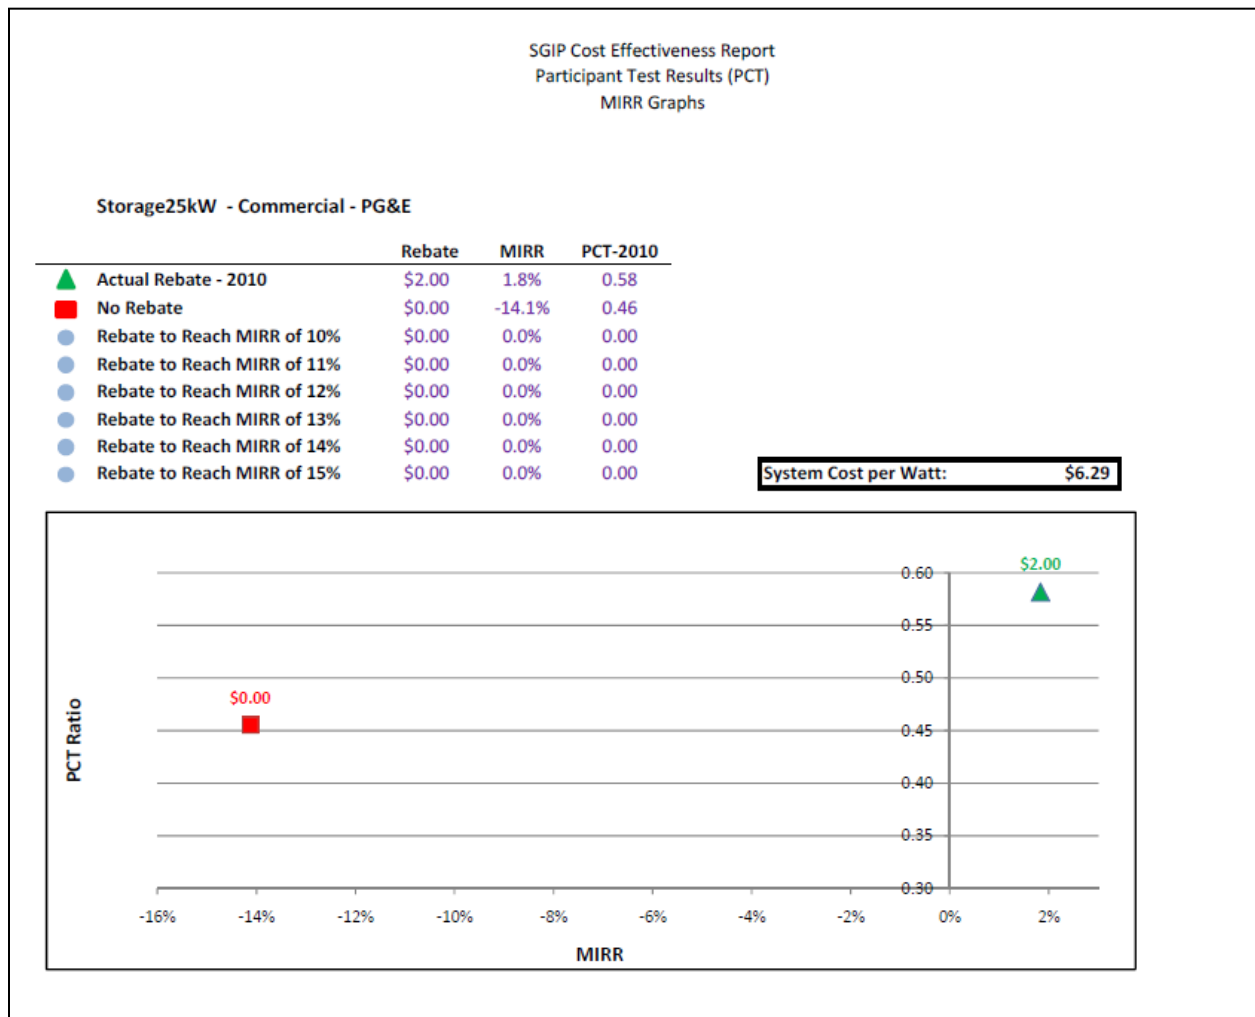 SGIP Cost Effectiveness Report
Participant Test Results (PCT)
MIRR Graphs
Storage25kW - Commercial - PG&E
Rebate MIRR PCT-2010
Actual Rebate - 2010 $2.00 1.8% 0.58
No Rebate $0.00 -14.1% 0.46
Rebate to Reach MIRR of 10% $0.00 0.0% 0.00
Rebate to Reach MIRR of 11% $0.00 0.0% 0.00
Rebate to Reach MIRR of 12% $0.00 0.0% 0.00
Rebate to Reach MIRR of 13% $0.00 0.0% 0.00
Rebate to Reach MIRR of 14% $0.00 0.0% 0.00
Rebate to Reach MIRR of 15% $0.00 0.0% 0.00
System Cost per Watt: $6.29
$2.00
0.60
0.55
0.50
$0.00
0.45
0.40
0.35
0.30
PCT Ratio
-16% -14% -12% -10% -8% -6% -4% -2% 0% 2%
MIRR